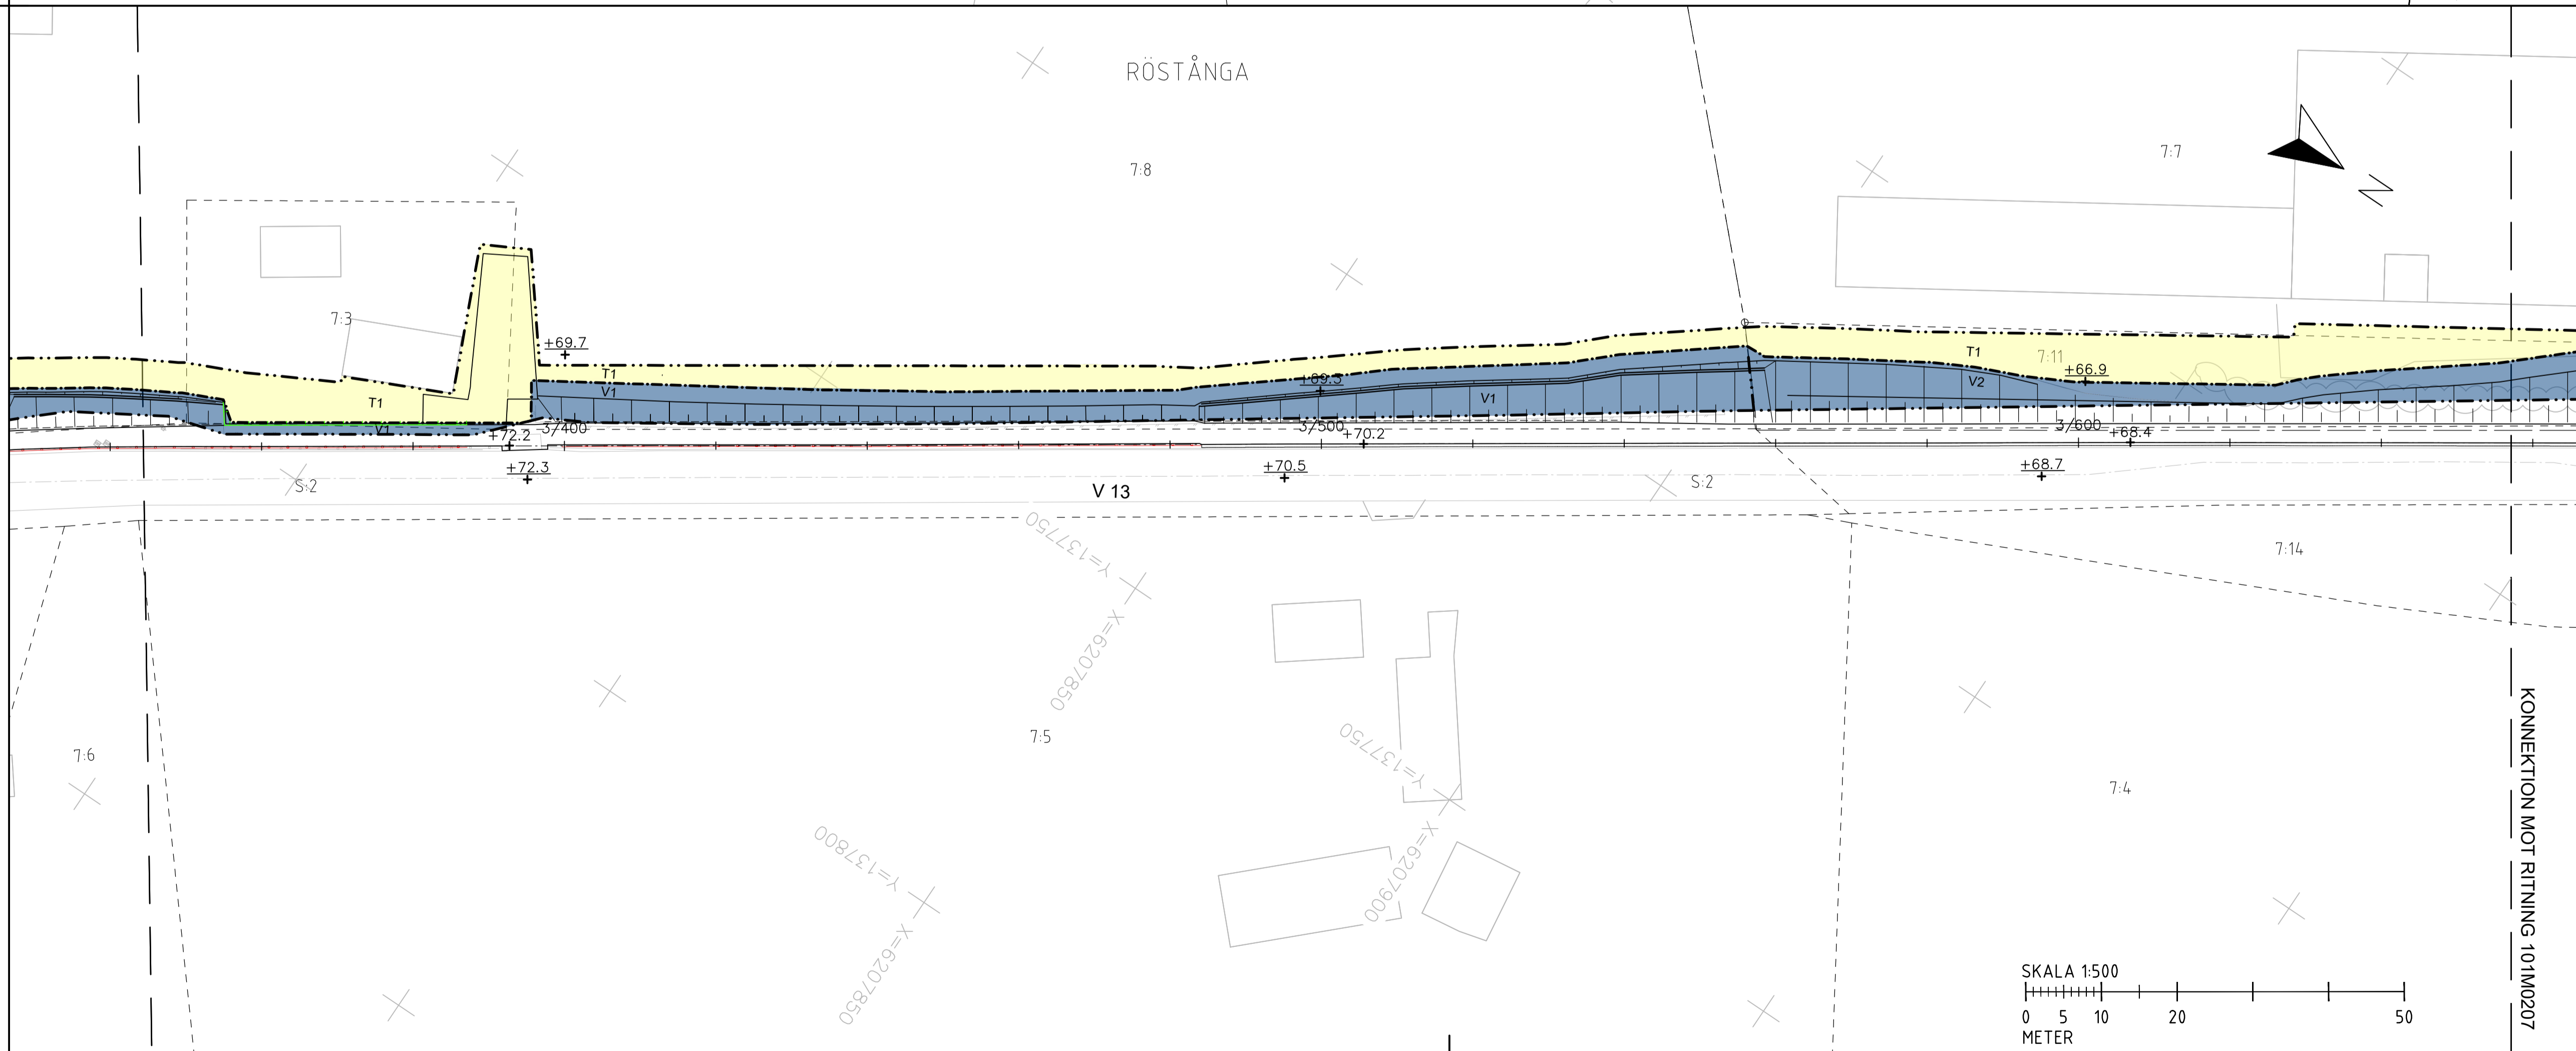 RÖSTÅNGA
7:8
7:7
N
7:3
+69.7
T1
V1
T1
V1
+72.2
3/400
+72.3
+69.3
V1
3/500
+70.2
+70.5
T1
7:11
V2
+66.9
3/600
+68.4
+68.7
S:2
V 13
S:2
7:14
Y=137750
X=6207850
7:5
7:6
Y=137750
X=6207900
7:4
Y=137800
X=6207850
KONNEKTION MOT RITNING 101M0207
SKALA 1:500
0 5 10 20 50
METER